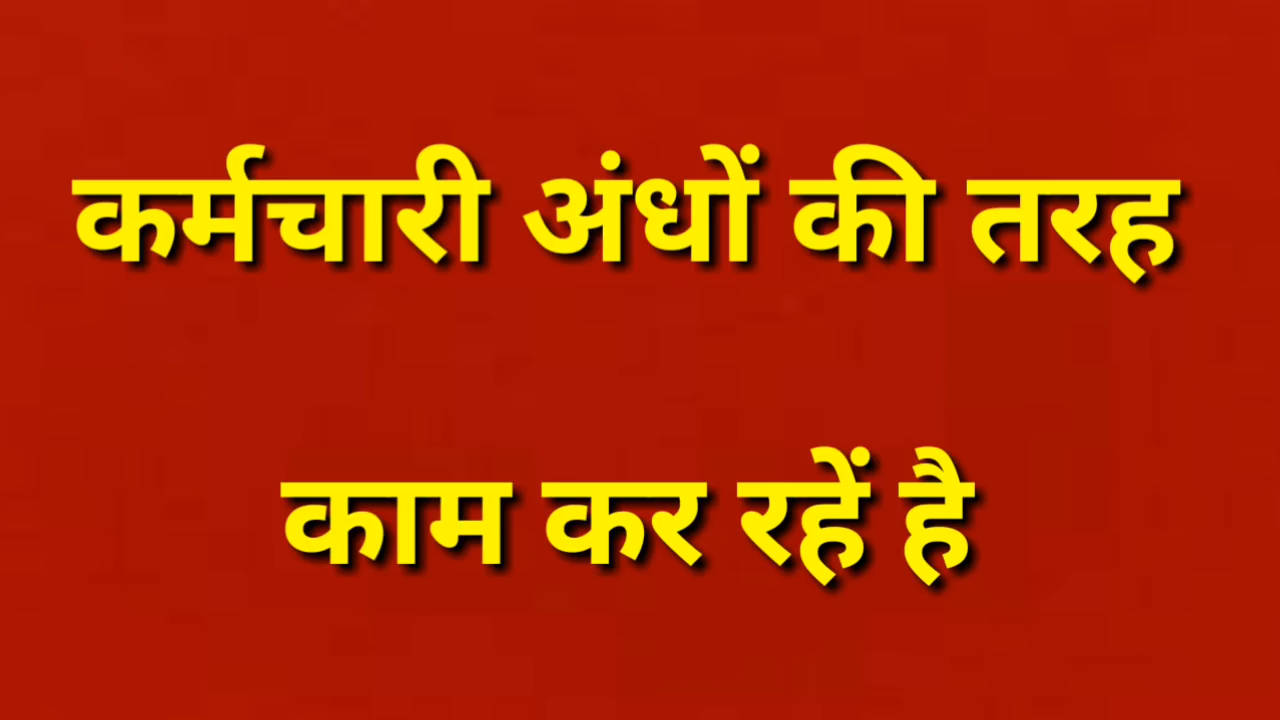 कर्मचारी अंधों की तरह
काम कर रहें है